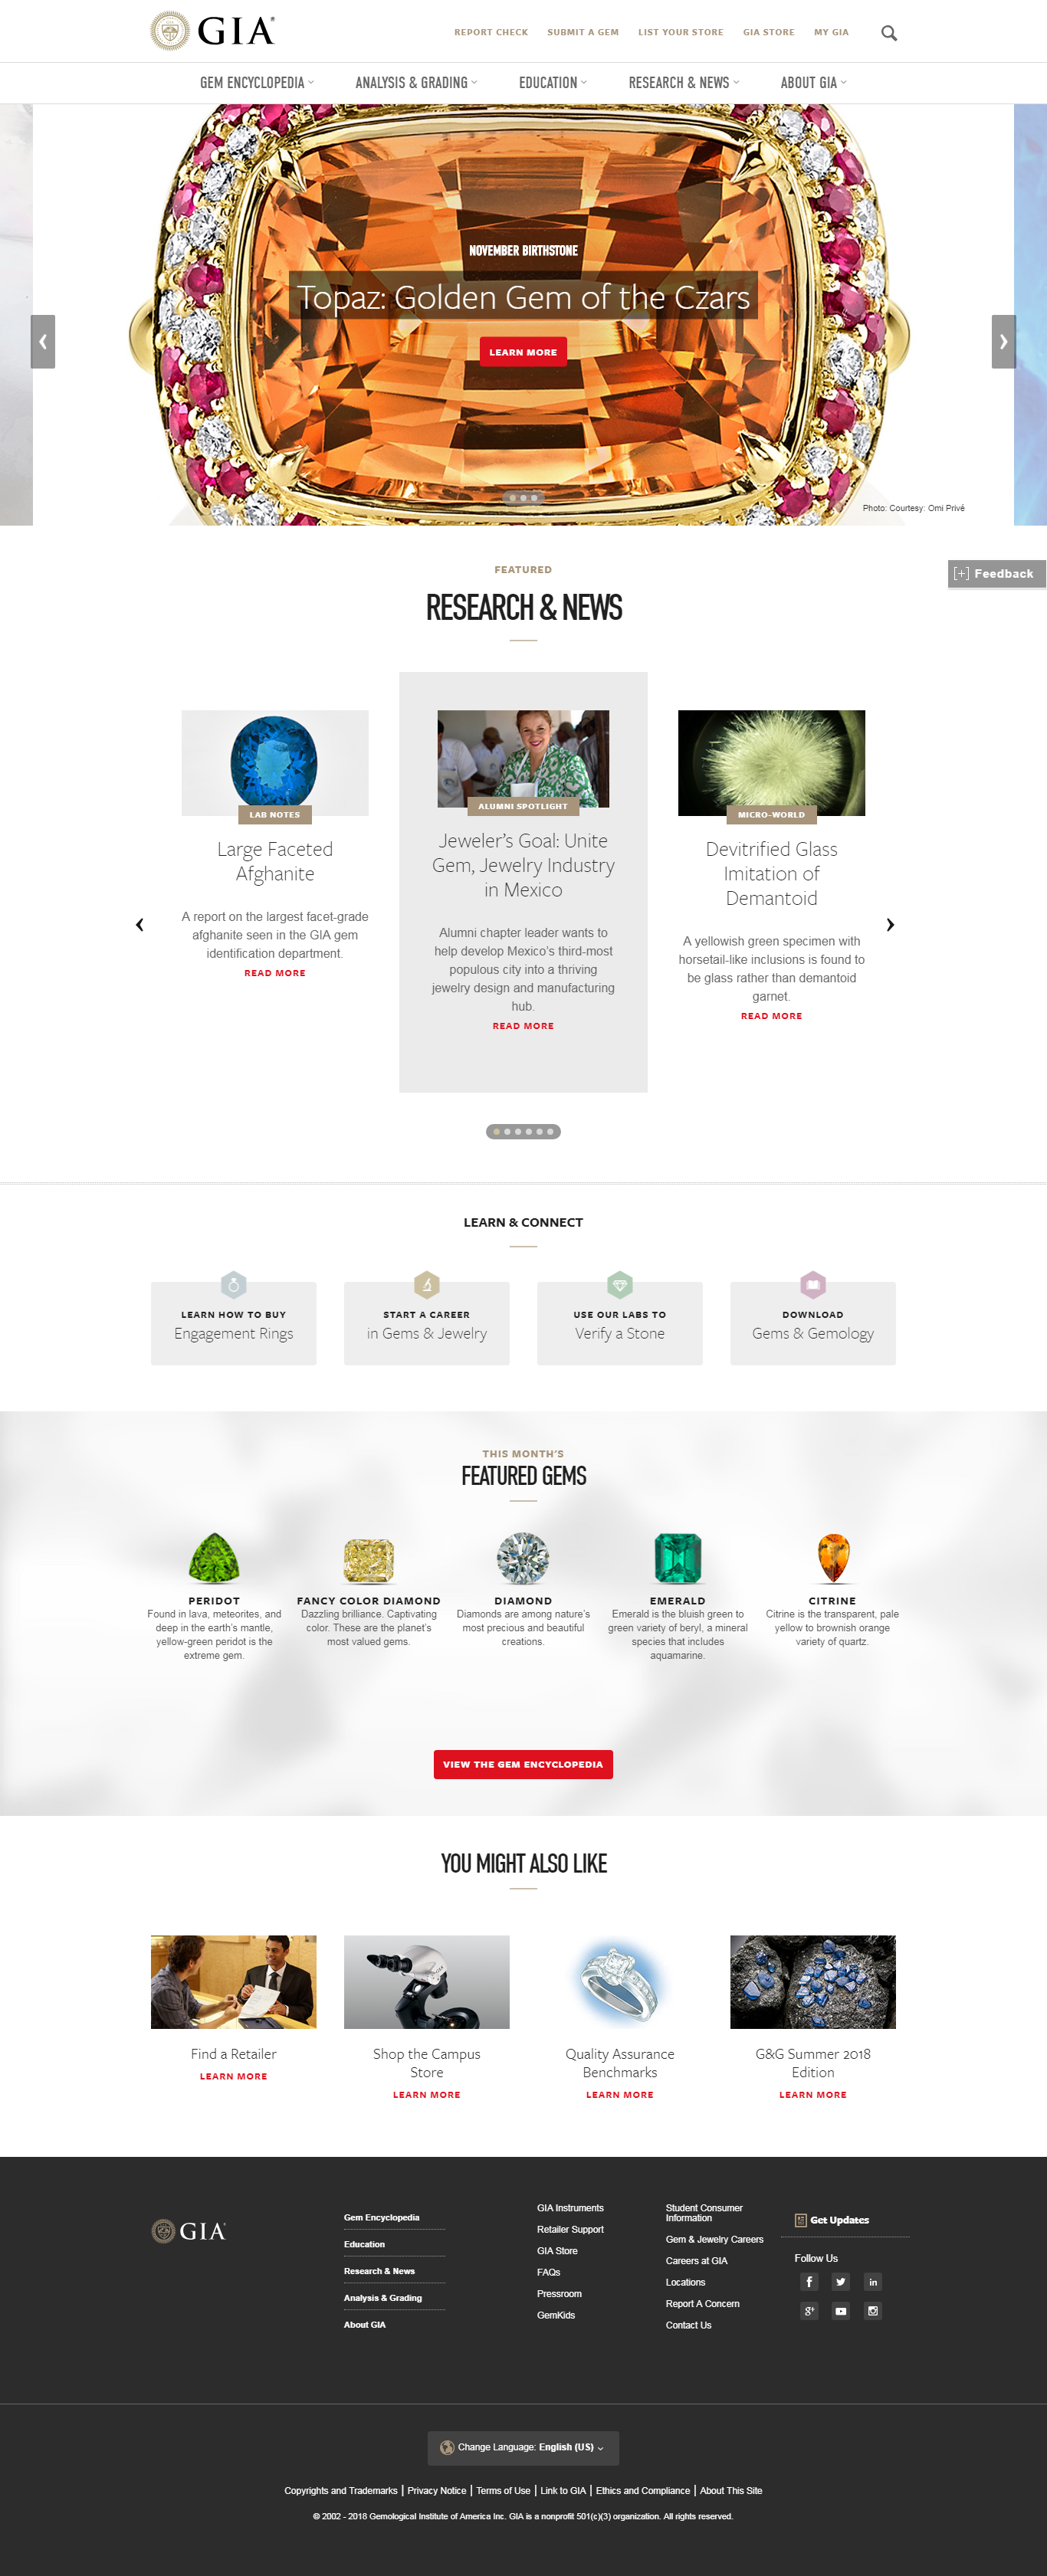 GIA
REPORT CHECK
SUBMIT A GEM
LIST YOUR STORE
GIA STORE
MY GIA
GEM ENCYCLOPEDIA
ANALYSIS & GRADING
EDUCATION
RESEARCH & NEWS
ABOUT GIA
NOVEMBER BIRTHSTONE
Topaz: Golden Gem of the Czars
LEARN MORE
Photo: Courtesy: Omi Privé
[+] Feedback
FEATURED
RESEARCH & NEWS
LAB NOTES
Large Faceted
Afghanite
A report on the largest facet-grade
afghanite seen in the GIA gem
identification department.
READ MORE
ALUMNI SPOTLIGHT
Jeweler's Goal: Unite
Gem, Jewelry Industry
in Mexico
Alumni chapter leader wants to
help develop Mexico's third-most
populous city into a thriving
jewelry design and manufacturing
hub.
READ MORE
MICRO-WORLD
Devitrified Glass
Imitation of
Demantoid
A yellowish green specimen with
horsetail-like inclusions is found to
be glass rather than demantoid
garnet.
READ MORE
LEARN & CONNECT
LEARN HOW TO BUY
Engagement Rings
START A CAREER
in Gems & Jewelry
USE OUR LABS TO
Verify a Stone
DOWNLOAD
Gems & Gemology
THIS MONTH'S
FEATURED GEMS
PERIDOT
Found in lava, meteorites, and
deep in the earth's mantle,
yellow-green peridot is the
extreme gem.
FANCY COLOR DIAMOND
Dazzling brilliance. Captivating
color. These are the planet's
most valued gems.
DIAMOND
Diamonds are among nature's
most precious and beautiful
creations.
EMERALD
Emerald is the bluish green to
green variety of beryl, a mineral
species that includes
aquamarine.
CITRINE
Citrine is the transparent, pale
yellow to brownish orange
variety of quartz.
VIEW THE GEM ENCYCLOPEDIA
YOU MIGHT ALSO LIKE
Find a Retailer
LEARN MORE
Shop the Campus
Store
LEARN MORE
Quality Assurance
Benchmarks
LEARN MORE
G&G Summer 2018
Edition
LEARN MORE
GIA
Gem Encyclopedia
Education
Research & News
Analysis & Grading
About GIA
GIA Instruments
Retailer Support
GIA Store
FAQs
Pressroom
GemKids
Student Consumer
Information
Gem & Jewelry Careers
Careers at GIA
Locations
Report A Concern
Contact Us
Get Updates
Follow Us
Change Language: English (US)
Copyrights and Trademarks | Privacy Notice | Terms of Use | Link to GIA | Ethics and Compliance | About This Site
© 2002 - 2018 Gemological Institute of America Inc. GIA is a nonprofit 501(c)(3) organization. All rights reserved.